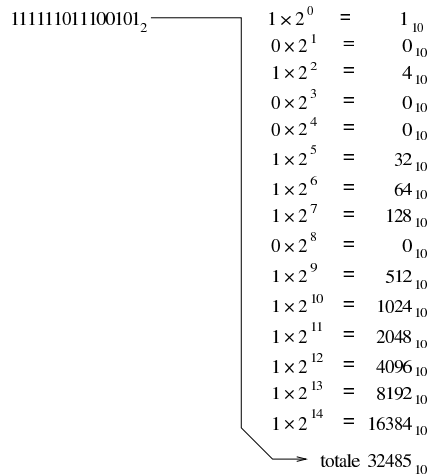 111111011100101₂ 1 × 2⁰ = 1₁₀
0 × 2¹ = 0₁₀
1 × 2² = 4₁₀
0 × 2³ = 0₁₀
0 × 2⁴ = 0₁₀
1 × 2⁵ = 32₁₀
1 × 2⁶ = 64₁₀
1 × 2⁷ = 128₁₀
0 × 2⁸ = 0₁₀
1 × 2⁹ = 512₁₀
1 × 2¹⁰ = 1024₁₀
1 × 2¹¹ = 2048₁₀
1 × 2¹² = 4096₁₀
1 × 2¹³ = 8192₁₀
1 × 2¹⁴ = 16384₁₀
totale 32485₁₀